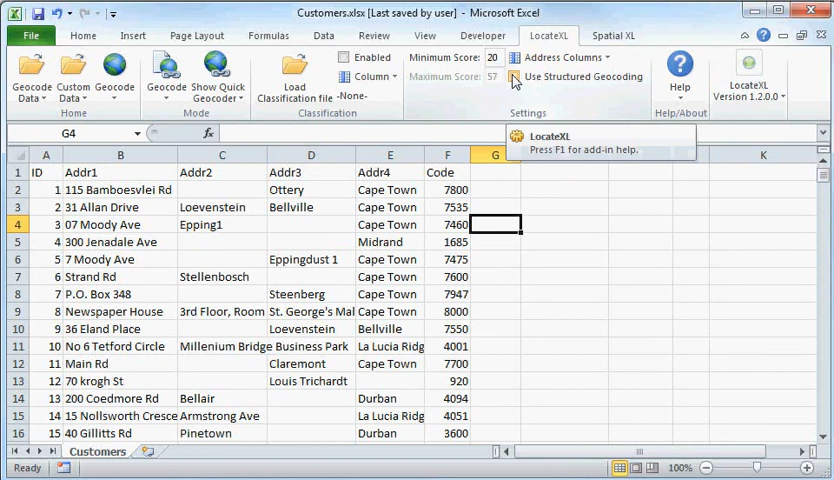 Customers.xlsx [Last saved by user] - Microsoft Excel
File Home Insert Page Layout Formulas Data Review View Developer LocateXL Spatial XL
Geocode Data Custom Data Geocode Home
Geocode Show Quick Geocoder Mode
Load Classification file Enabled Column -None- Classification
Minimum Score: 20 Address Columns
Maximum Score: 57 Use Structured Geocoding
Settings
Help Help/About
LocateXL Version 1.2.0.0
G4 fx
LocateXL
Press F1 for add-in help.
A B C D E F G K
1 ID Addr1 Addr2 Addr3 Addr4 Code
2 1 115 Bamboesvlei Rd Ottery Cape Town 7800
3 2 31 Allan Drive Loevenstein Bellville Cape Town 7535
4 3 07 Moody Ave Epping1 Cape Town 7460
5 4 300 Jenadale Ave Midrand 1685
6 5 7 Moody Ave Eppingdust 1 Cape Town 7475
7 6 Strand Rd Stellenbosch Cape Town 7600
8 7 P.O. Box 348 Steenberg Cape Town 7947
9 8 Newspaper House 3rd Floor, Room St. George's Mal Cape Town 8000
10 9 36 Eland Place Loevenstein Bellville 7550
11 10 No 6 Tetford Circle Millenium Bridge Business Park La Lucia Ridg 4001
12 11 Main Rd Claremont Cape Town 7700
13 12 70 krogh St Louis Trichardt 920
14 13 200 Coedmore Rd Bellair Durban 4094
15 14 15 Nollsworth Cresce Armstrong Ave La Lucia Ridg 4051
16 15 40 Gillitts Rd Pinetown Durban 3600
Customers
Ready 100%